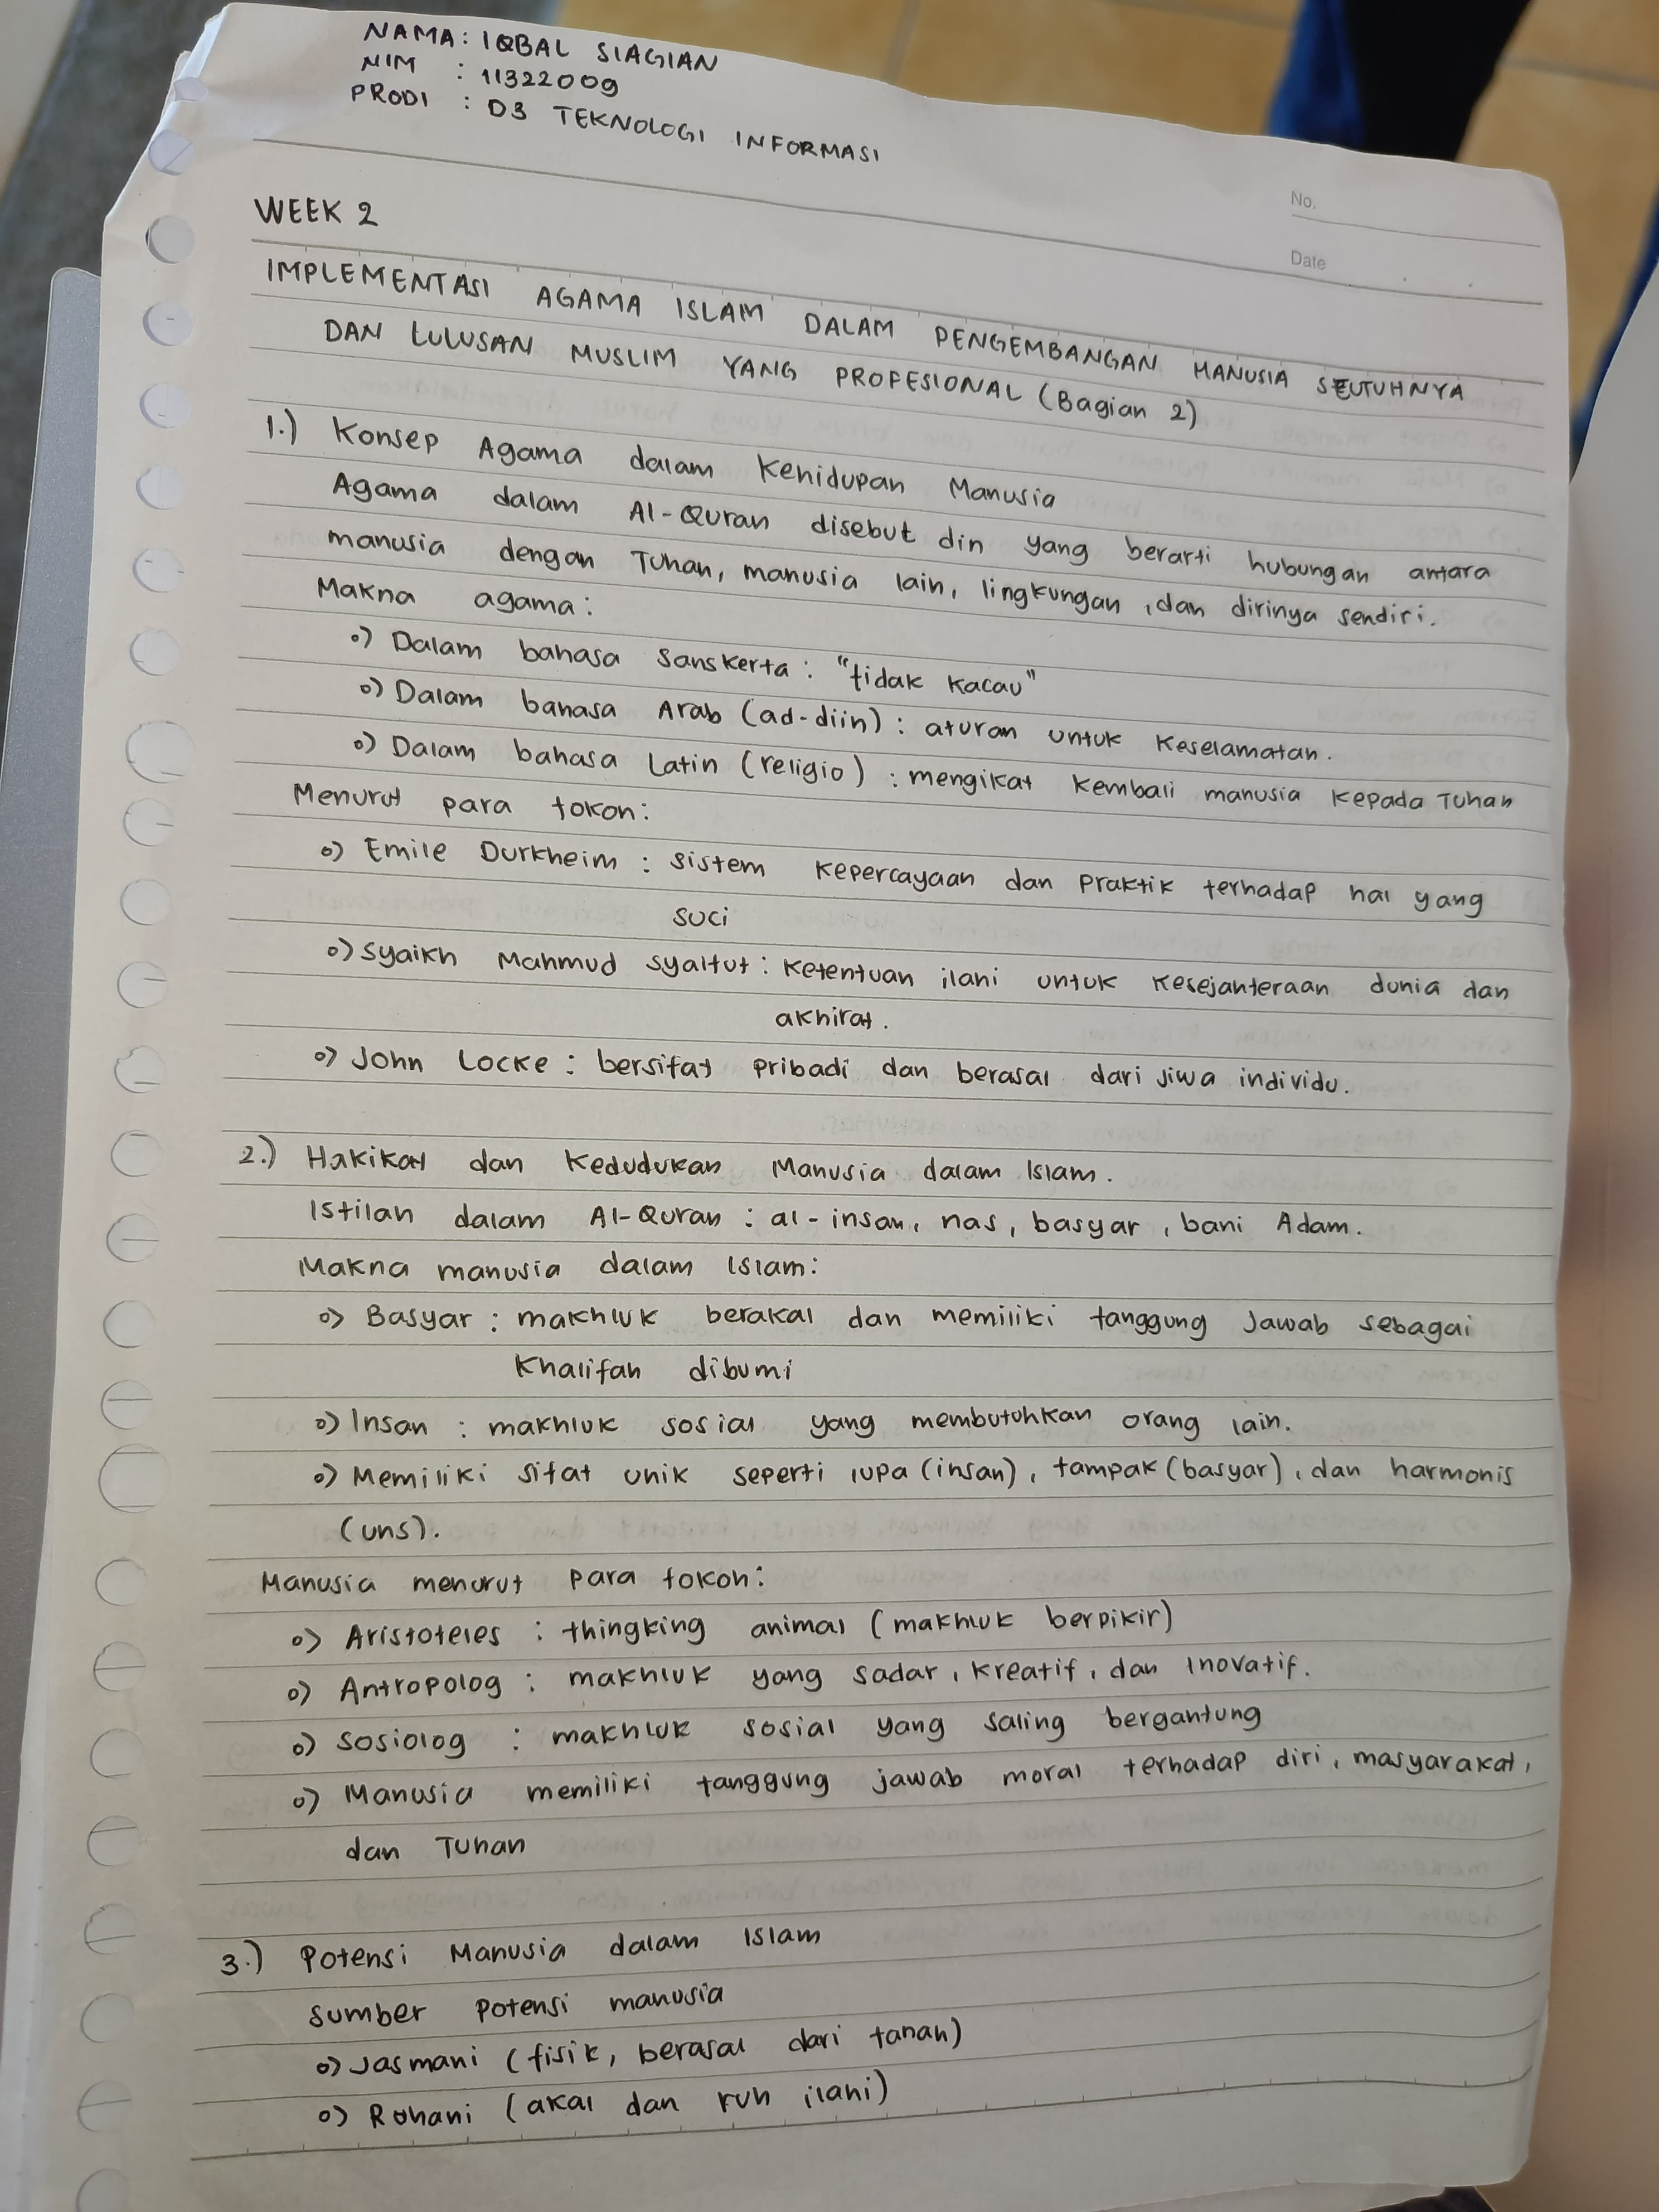 NAMA : IQBAL SIAGIAN
NIM : 11322009
PRODI : D3 TEKNOLOGI INFORMASI
No.
WEEK 2
Date
IMPLEMENTASI AGAMA ISLAM DALAM PENGEMBANGAN MANUSIA SEUTUHNYA
DAN LULUSAN MUSLIM YANG PROFESIONAL (Bagian 2)
1.) Konsep Agama dalam Kehidupan Manusia
Agama dalam Al-Quran disebut din yang berarti hubungan antara
manusia dengan Tuhan, manusia lain, lingkungan, dan dirinya sendiri.
Makna agama:
o) Dalam bahasa Sanskerta : "tidak kacau"
o) Dalam bahasa Arab (ad-diin) : aturan untuk keselamatan.
o) Dalam bahasa Latin (religio) : mengikat kembali manusia kepada Tuhan
Menurut para tokoh:
o) Emile Durkheim : sistem kepercayaan dan praktik terhadap hal yang
suci
o) Syaikh Mahmud Syaltut : ketentuan ilahi untuk kesejahteraan dunia dan
akhirat.
o) John Locke : bersifat pribadi dan berasal dari jiwa individu.
2.) Hakikat dan Kedudukan Manusia dalam Islam.
Istilah dalam Al-Quran : al-insan, nas, basyar, bani Adam.
Makna manusia dalam Islam:
o) Basyar : makhluk berakal dan memiliki tanggung jawab sebagai
khalifah dibumi
o) Insan : makhluk sosial yang membutuhkan orang lain.
o) Memiliki sifat unik seperti lupa (insan), tampak (basyar), dan harmonis
(uns).
Manusia menurut para tokoh:
o) Aristoteles : thingking animal (makhluk berpikir)
o) Antropolog : makhluk yang sadar, kreatif, dan inovatif.
o) Sosiolog : makhluk sosial yang saling bergantung
o) Manusia memiliki tanggung jawab moral terhadap diri, masyarakat,
dan Tuhan
3.) Potensi Manusia dalam Islam
Sumber potensi manusia
o) Jasmani (fisik, berasal dari tanah)
o) Rohani (akal dan ruh ilahi)